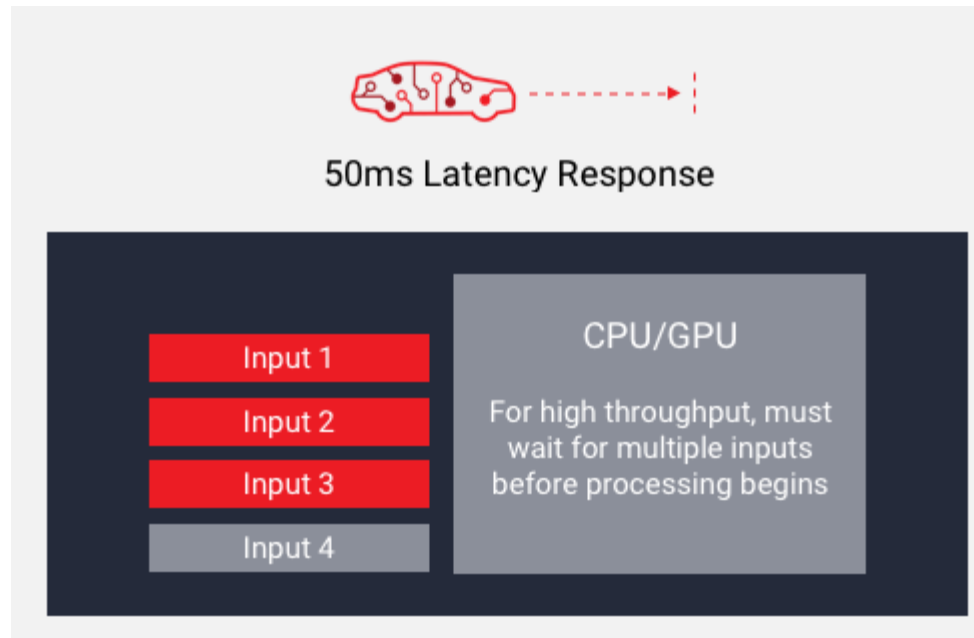 50ms Latency Response
Input 1
Input 2
Input 3
Input 4
CPU/GPU
For high throughput, must
wait for multiple inputs
before processing begins